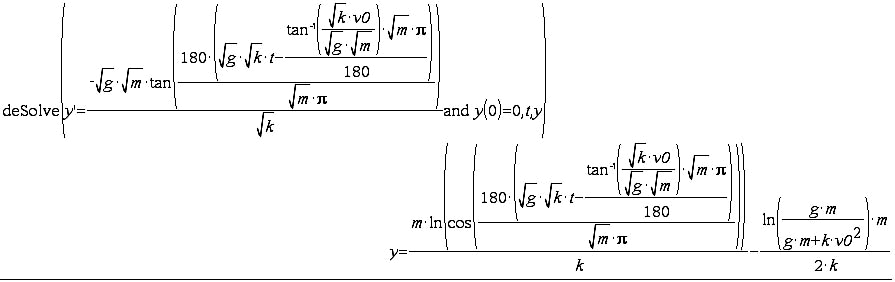 deSolve(y'=(-√g·√m·tan((180·(√g·√k·t-(tan⁻¹((√k·v0)/(√g·√m))·√m·π)/180))/(√m·π)))/√k and y(0)=0,t,y)
y=(m·ln(cos((180·(√g·√k·t-(tan⁻¹((√k·v0)/(√g·√m))·√m·π)/180))/(√m·π))))/k-(ln((g·m)/(g·m+k·v0²))·m)/(2·k)